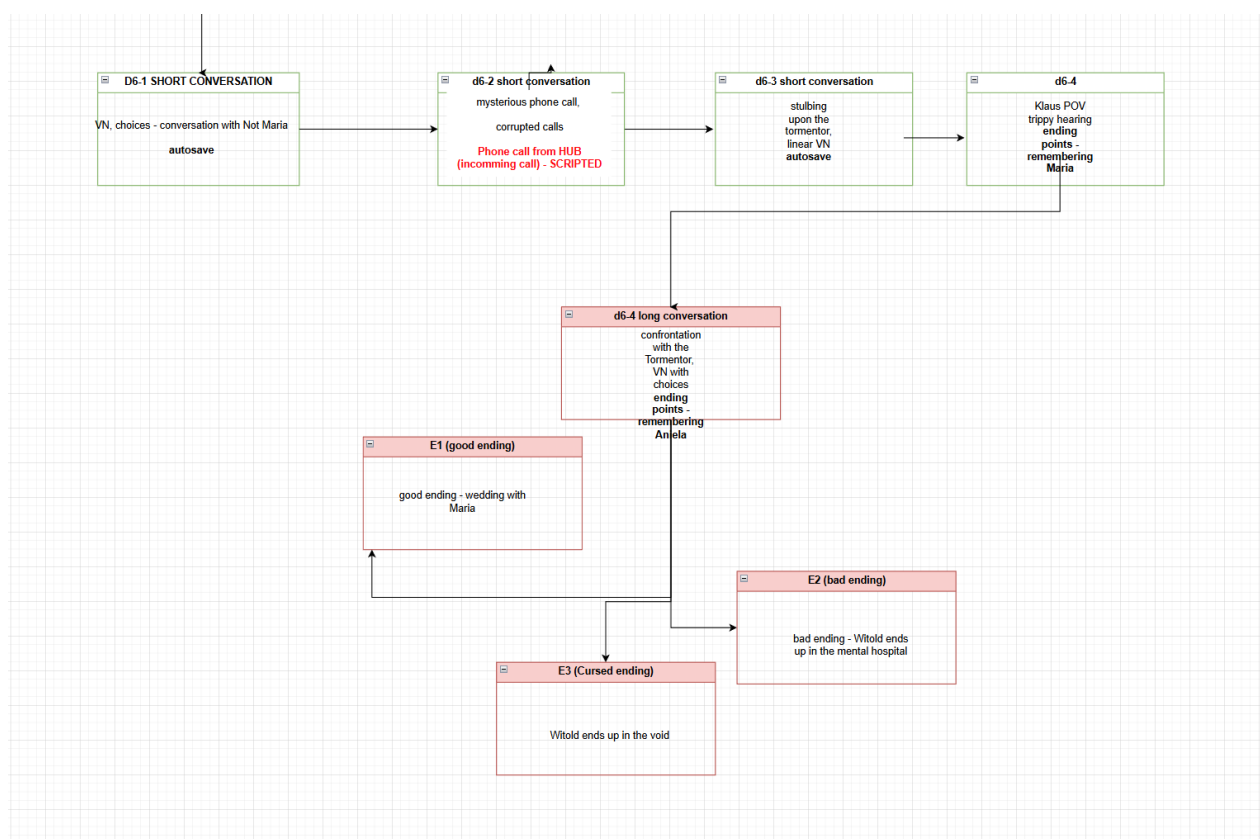 D6-1 SHORT CONVERSATION
VN, choices - conversation with Not Maria
autosave
d6-2 short conversation
mysterious phone call,
corrupted calls
Phone call from HUB
(incomming call) - SCRIPTED
d6-3 short conversation
stulbing
upon the
tormentor,
linear VN
autosave
d6-4
Klaus POV
trippy hearing
ending
points -
remembering
Maria
d6-4 long conversation
confrontation
with the
Tormentor,
VN with
choices
ending
points -
remembering
Aniela
E1 (good ending)
good ending - wedding with
Maria
E2 (bad ending)
bad ending - Witold ends
up in the mental hospital
E3 (Cursed ending)
Witold ends up in the void